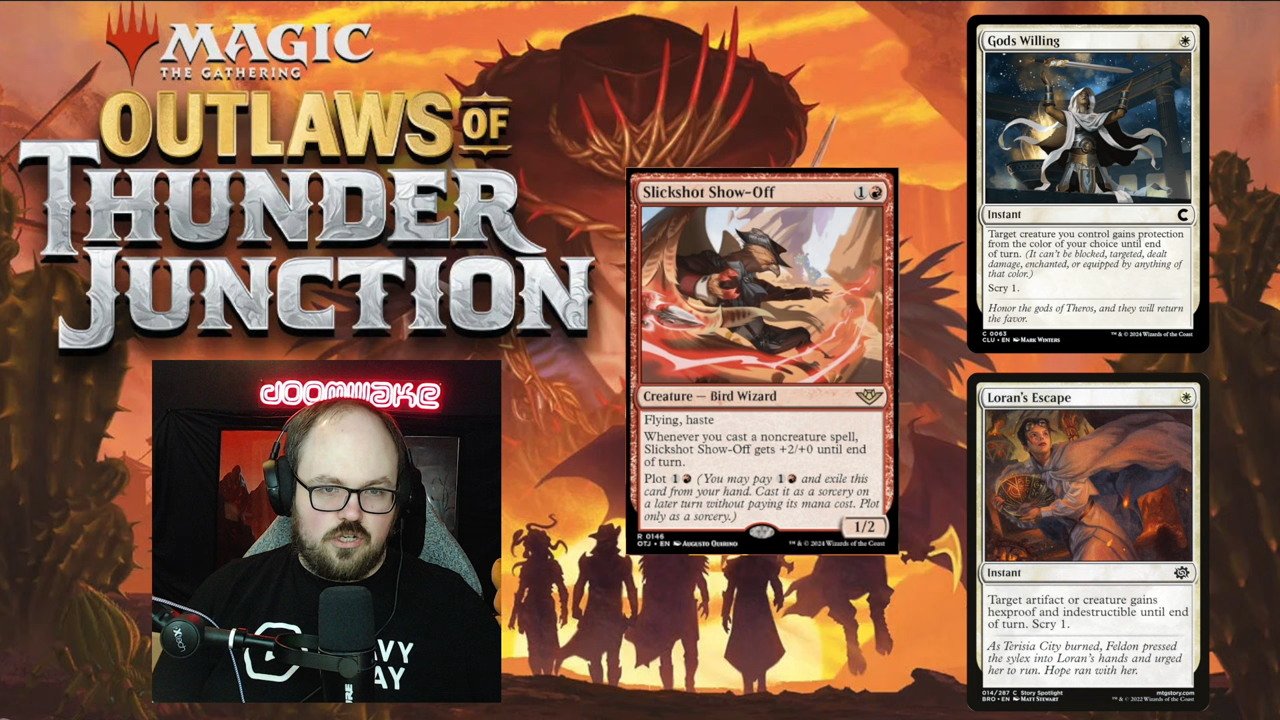 MAGIC
THE GATHERING
OUTLAWS OF
THUNDER
JUNCTION
doomwake
Slickshot Show-Off 1
Creature — Bird Wizard
Flying, haste
Whenever you cast a noncreature spell,
Slickshot Show-Off gets +2/+0 until end
of turn.
Plot 1 (You may pay 1 and exile this
card from your hand. Cast it as a sorcery on
a later turn without paying its mana cost. Plot
only as a sorcery.)
1/2
R 0146
OTJ • EN AUGUSTO QUIRINO ™ & © 2024 Wizards of the Coast
Gods Willing
Instant
Target creature you control gains protection
from the color of your choice until end
of turn. (It can't be blocked, targeted, dealt
damage, enchanted, or equipped by anything of
that color.)
Scry 1.
Honor the gods of Theros, and they will return
the favor.
C 0063
CLU • EN MARK WINTERS ™ & © 2024 Wizards of the Coast
Loran's Escape
Instant
Target artifact or creature gains
hexproof and indestructible until end
of turn. Scry 1.
As Terisia City burned, Feldon pressed
the sylex into Loran's hands and urged
her to run. Hope ran with her.
014/287 C Story Spotlight mtgstory.com
BRO • EN MATT STEWART ™ & © 2022 Wizards of the Coast